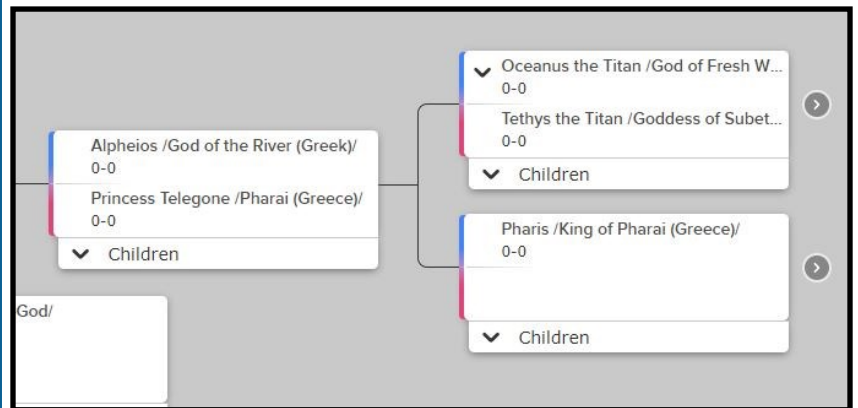 Oceanus the Titan /God of Fresh W...
0-0
Tethys the Titan /Goddess of Subet...
0-0
Children
Alpheios /God of the River (Greek)/
0-0
Princess Telegone /Pharai (Greece)/
0-0
Children
Pharis /King of Pharai (Greece)/
0-0
Children
God/